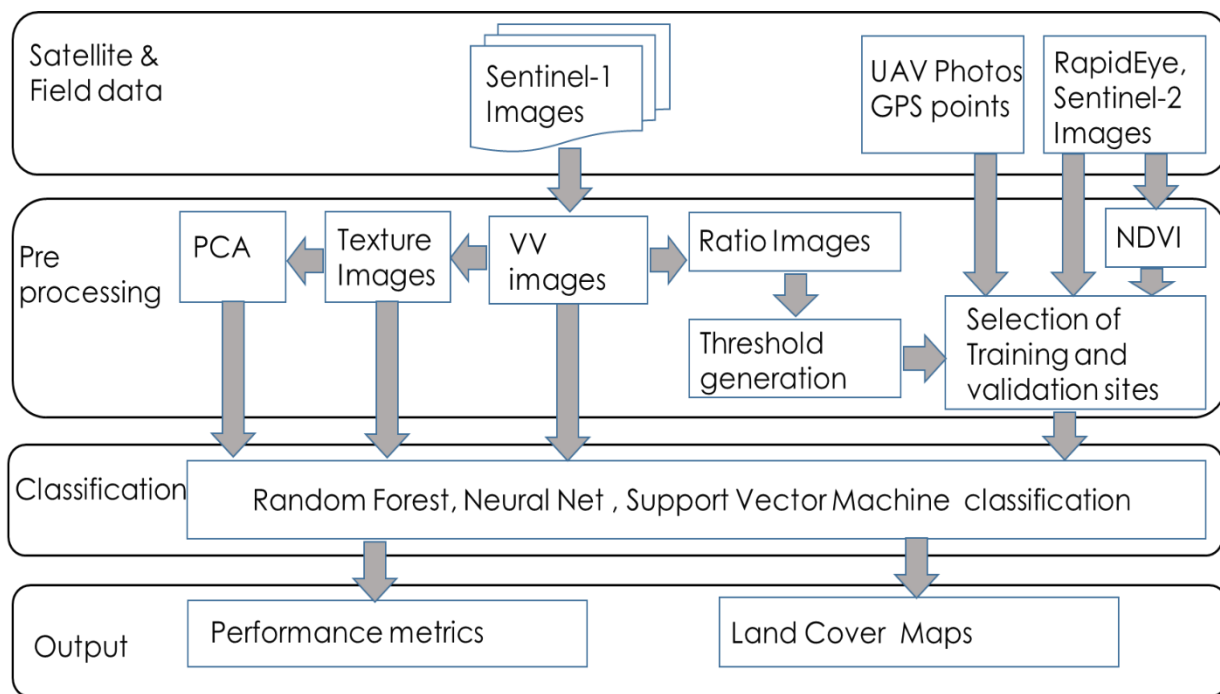 Satellite &
Field data
Sentinel-1
Images
UAV Photos
GPS points
RapidEye,
Sentinel-2
Images
Pre
processing
PCA
Texture
Images
VV
images
Ratio Images
NDVI
Threshold
generation
Selection of
Training and
validation sites
Classification
Random Forest, Neural Net , Support Vector Machine classification
Output
Performance metrics
Land Cover Maps